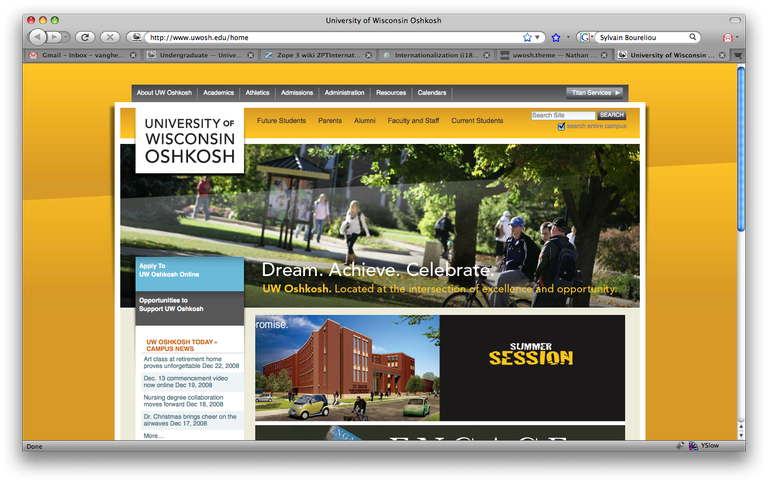 University of Wisconsin Oshkosh
http://www.uwosh.edu/home
Sylvain Boureliou
Gmail – Inbox – vanghe...
Undergraduate — Unive...
Zope 3 wiki ZPTInternat...
Internationalization (i18...
uwosh.theme — Nathan ...
University of Wisconsin ...
About UW Oshkosh
Academics
Athletics
Admissions
Administration
Resources
Calendars
Titan Services
UNIVERSITY OF
WISCONSIN
OSHKOSH
Future Students
Parents
Alumni
Faculty and Staff
Current Students
Search Site
SEARCH
search entire campus
Dream. Achieve. Celebrate.
UW Oshkosh. Located at the intersection of excellence and opportunity.
Apply To
UW Oshkosh Online
Opportunities to
Support UW Oshkosh
UW OSHKOSH TODAY »
CAMPUS NEWS
Art class at retirement home
proves unforgettable Dec 22, 2008
Dec. 13 commencement video
now online Dec 19, 2008
Nursing degree collaboration
moves forward Dec 18, 2008
Dr. Christmas brings cheer on the
airwaves Dec 17, 2008
More…
romise.
SUMMER
SESSION
ENGAGE
Done
YSlow